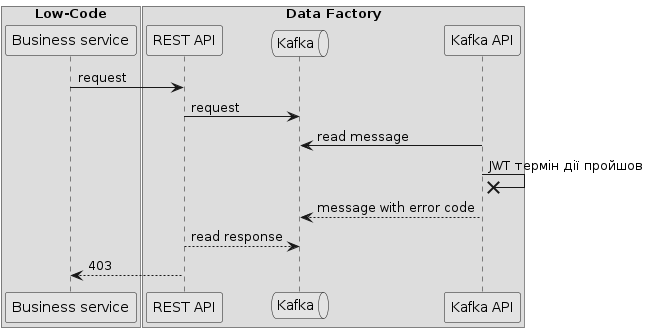 Low-Code
Data Factory
Business service
REST API
Kafka
Kafka API
request
request
read message
JWT термін дії пройшов
message with error code
read response
403
Business service
REST API
Kafka
Kafka API